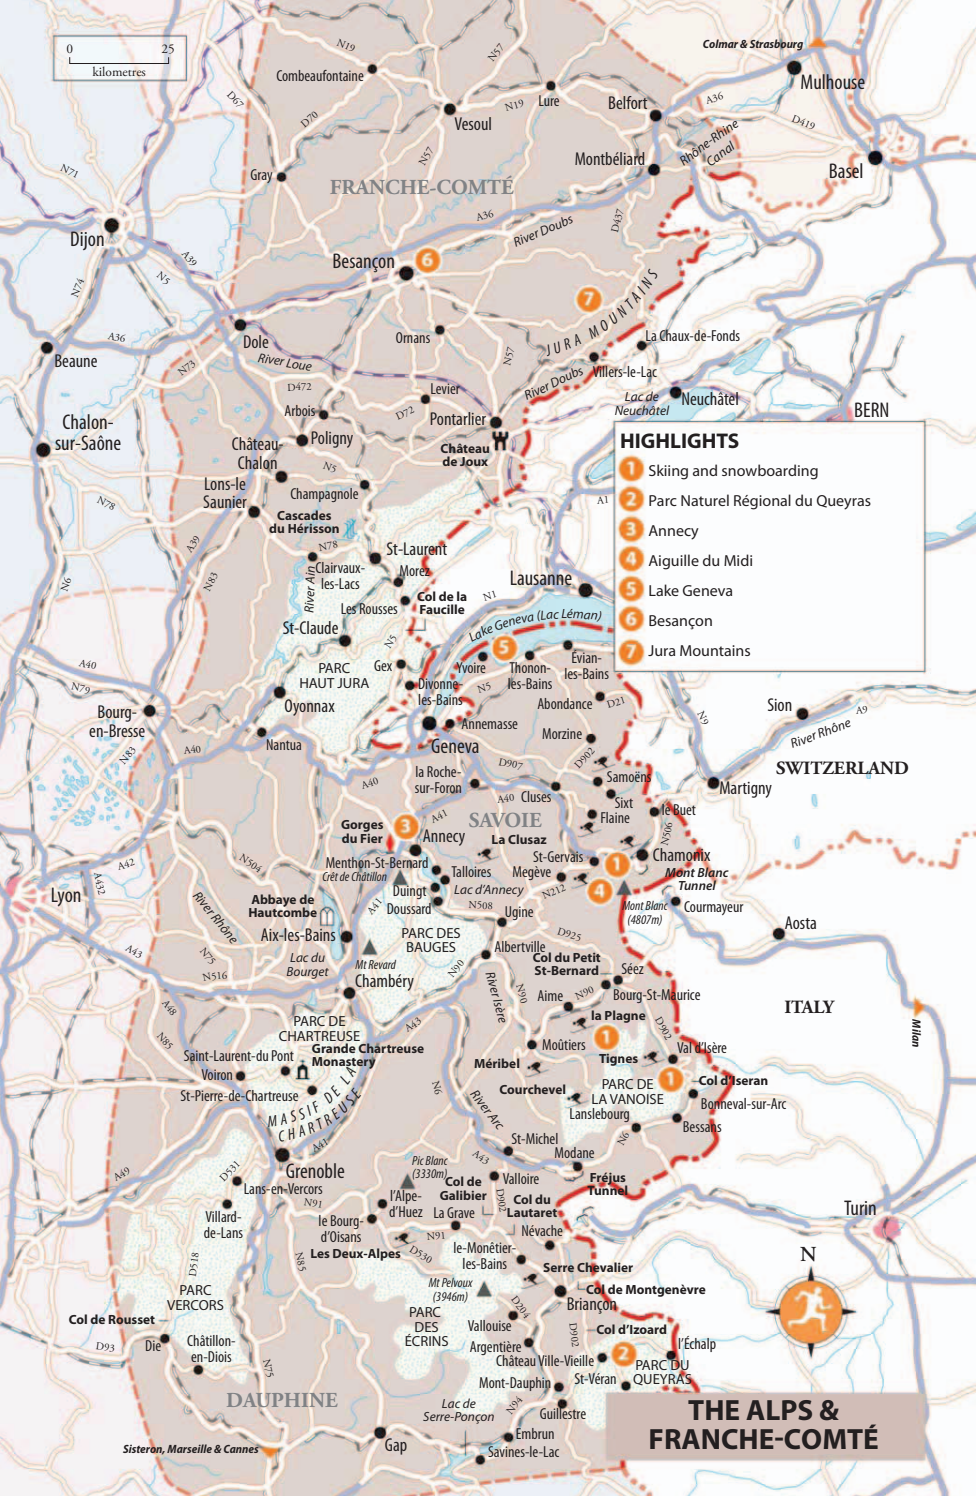 0 25
kilometres
N19
N57
Colmar & Strasbourg
Combeaufontaine
Mulhouse
D67
D70
Vesoul
N19
Lure
Belfort
A36
D419
Rhône-Rhine
Canal
Basel
N71
Gray
N57
Montbéliard
FRANCHE-COMTÉ
Dijon
A36
River Doubs
D437
A39
N5
N74
Besançon
6
7
JURA MOUNTAINS
A36
Beaune
Dole
River Loue
N73
Ornans
N57
La Chaux-de-Fonds
River Doubs
Villers-le-Lac
D472
Levier
Lac de
Neuchâtel
Neuchâtel
BERN
Chalon-
sur-Saône
Arbois
D72
Pontarlier
Château-
Chalon
Poligny
Château
de Joux
HIGHLIGHTS
1 Skiing and snowboarding
2 Parc Naturel Régional du Queyras
3 Annecy
4 Aiguille du Midi
5 Lake Geneva
6 Besançon
7 Jura Mountains
Lons-le
Saunier
N5
Champagnole
A1
N78
Cascades
du Hérisson
A39
N78
St-Laurent
N6
N83
River Ain
Clairvaux-
les-Lacs
Morez
Lausanne
Les Rousses
Col de la
Faucille
N1
Lake Geneva (Lac Léman)
St-Claude
N5
5
A40
N79
PARC
HAUT JURA
Gex
Yvoire
Thonon-
les-Bains
Évian-
les-Bains
Divonne-
les-Bains
N5
Bourg-
en-Bresse
Oyonnax
Abondance
D21
N9
Sion
A9
River Rhône
N83
A40
Nantua
Annemasse
Geneva
Morzine
SWITZERLAND
A40
la Roche-
sur-Foron
D907
D902
Samoëns
Martigny
A40
Cluses
Sixt
Flaine
le Buet
A41
SAVOIE
N506
Gorges
du Fier
3
Annecy
La Clusaz
A42
N504
Menthon-St-Bernard
Crêt de Châtillon
Talloires
St-Gervais
Megève
1
Chamonix
Mont Blanc
Tunnel
Lyon
A432
River Rhône
Abbaye de
Hautcombe
A41
Duingt
Lac d'Annecy
Doussard
N508
N212
4
Mont Blanc
(4807m)
Courmayeur
Ugine
Aosta
Aix-les-Bains
PARC DES
BAUGES
D925
A43
N75
N516
Lac du
Bourget
Mt Revard
Albertville
Col du Petit
St-Bernard
Séez
Chambéry
N90
River Isère
N90
Aime
N90
Bourg-St-Maurice
ITALY
Milan
A48
N85
PARC DE
CHARTREUSE
A43
la Plagne
D902
Saint-Laurent-du Pont
Grande Chartreuse
Monastery
Moûtiers
1
Tignes
Val d'Isère
Voiron
N6
Méribel
1
Col d'Iseran
St-Pierre-de-Chartreuse
MASSIF DE LA
CHARTREUSE
River Arc
Courchevel
PARC DE
LA VANOISE
Bonneval-sur-Arc
Lanslebourg
A41
N6
Bessans
St-Michel
A49
D531
Grenoble
Pic Blanc
(3330m)
A43
Modane
Lans-en-Vercors
N91
l'Alpe-
d'Huez
Col de
Galibier
Valloire
Fréjus
Tunnel
D902
Col du
Lautaret
Villard-
de-Lans
le Bourg-
d'Oisans
La Grave
Névache
Turin
Les Deux-Alpes
N91
D530
le-Monêtier-
les-Bains
N
D518
N85
Serre Chevalier
PARC
VERCORS
Mt Pelvoux
(3946m)
Col de Montgenèvre
Briançon
D204
Col de Rousset
PARC
DES
ÉCRINS
Vallouise
D902
Col d'Izoard
D93
Die
Châtillon-
en-Diois
Argentière
l'Échalp
Château Ville-Vieille
2
PARC DU
QUEYRAS
N75
Mont-Dauphin
St-Véran
DAUPHINE
Lac de
Serre-Ponçon
N94
Guillestre
THE ALPS &
FRANCHE-COMTÉ
Sisteron, Marseille & Cannes
Gap
Embrun
Savines-le-Lac